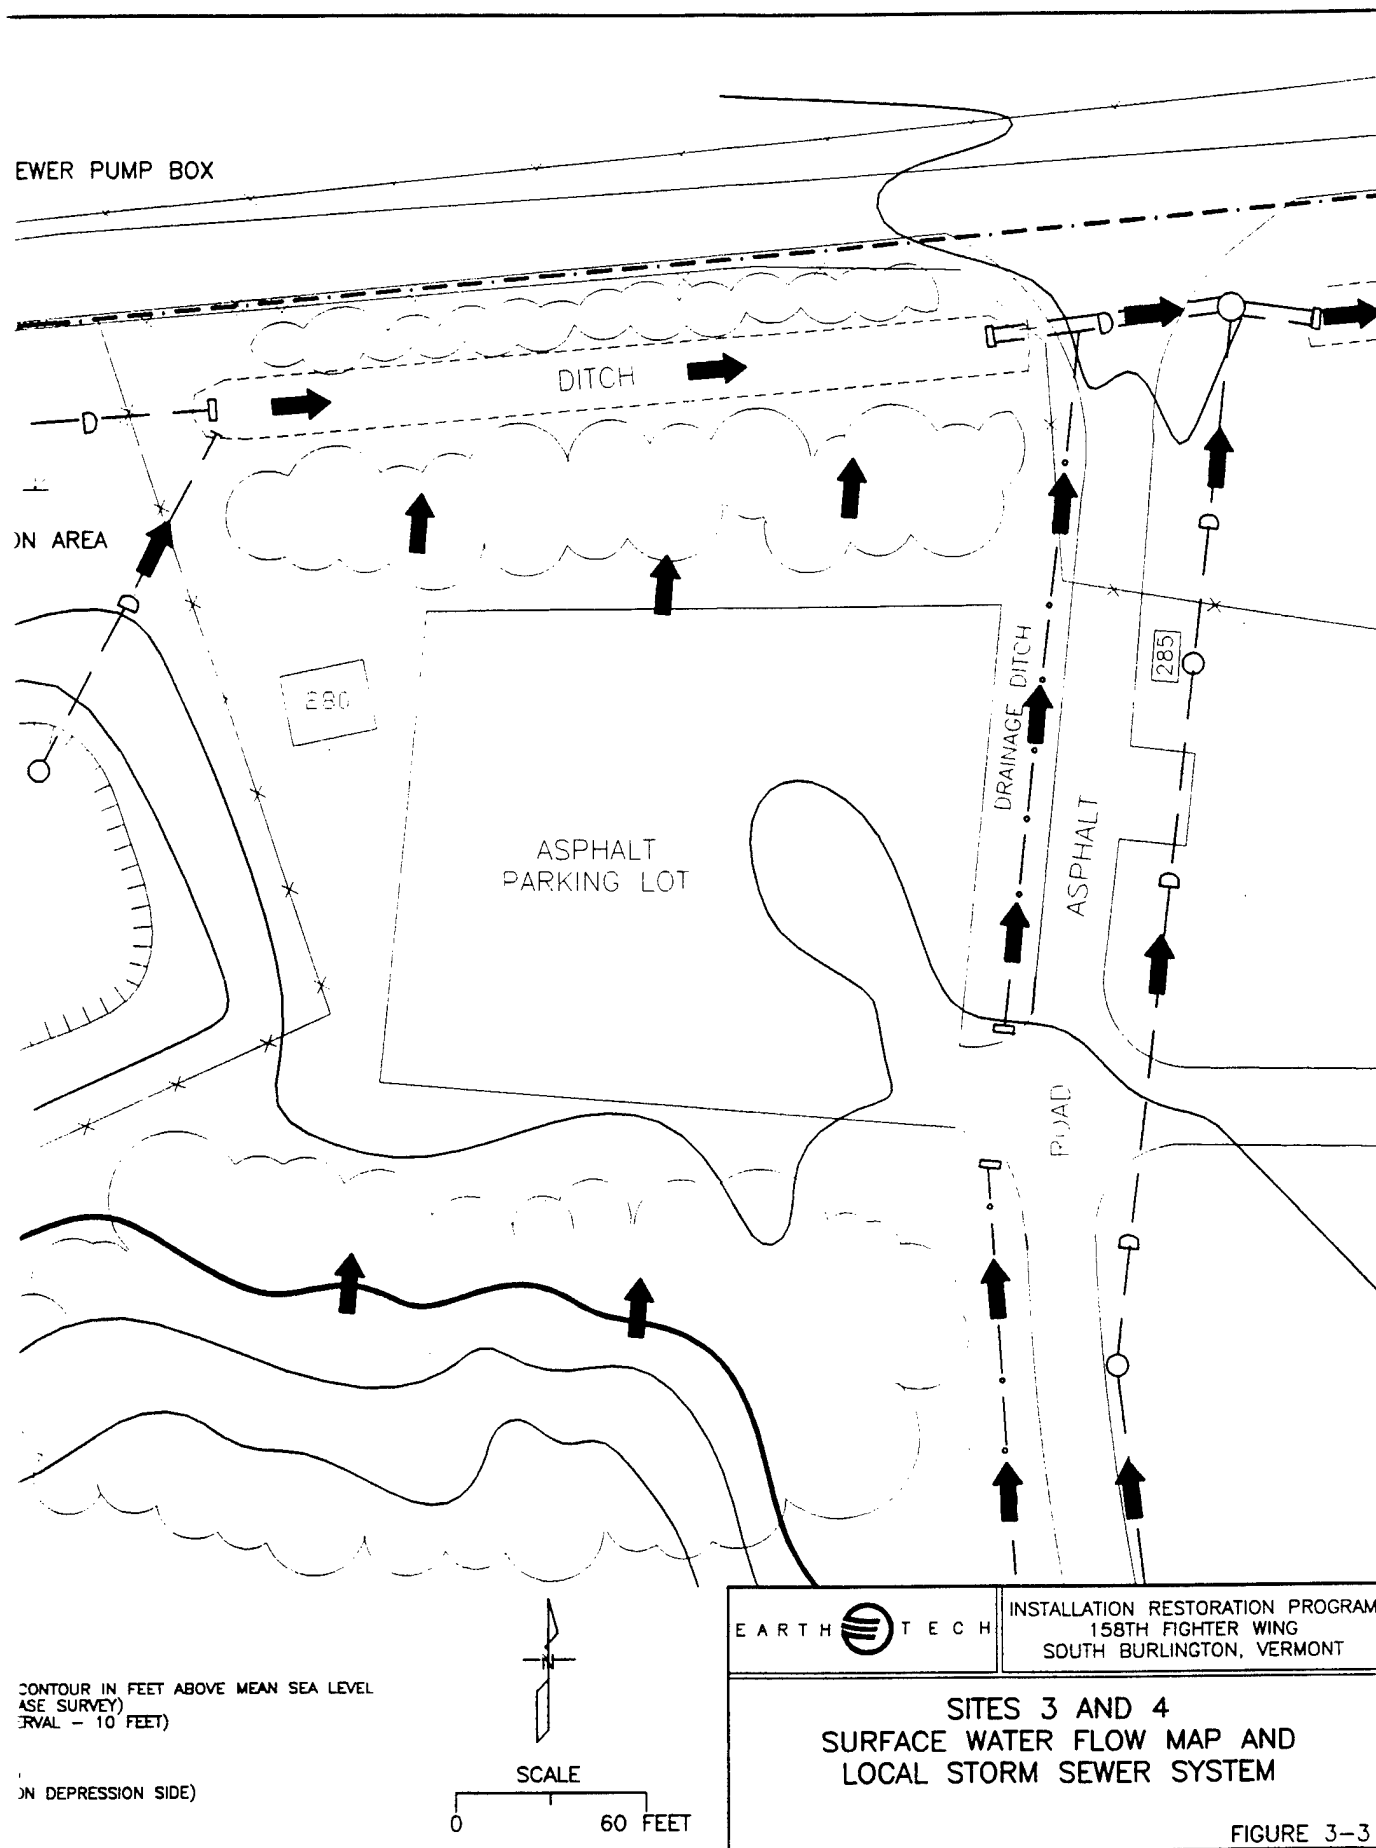 EWER PUMP BOX
DITCH
ON AREA
280
285
DRAINAGE DITCH
ASPHALT
PARKING LOT
ASPHALT
ROAD
EARTH TECH
INSTALLATION RESTORATION PROGRAM
158TH FIGHTER WING
SOUTH BURLINGTON, VERMONT
N
CONTOUR IN FEET ABOVE MEAN SEA LEVEL
ASE SURVEY)
ERVAL - 10 FEET)
ON DEPRESSION SIDE)
SCALE
0 60 FEET
SITES 3 AND 4
SURFACE WATER FLOW MAP AND
LOCAL STORM SEWER SYSTEM
FIGURE 3-3